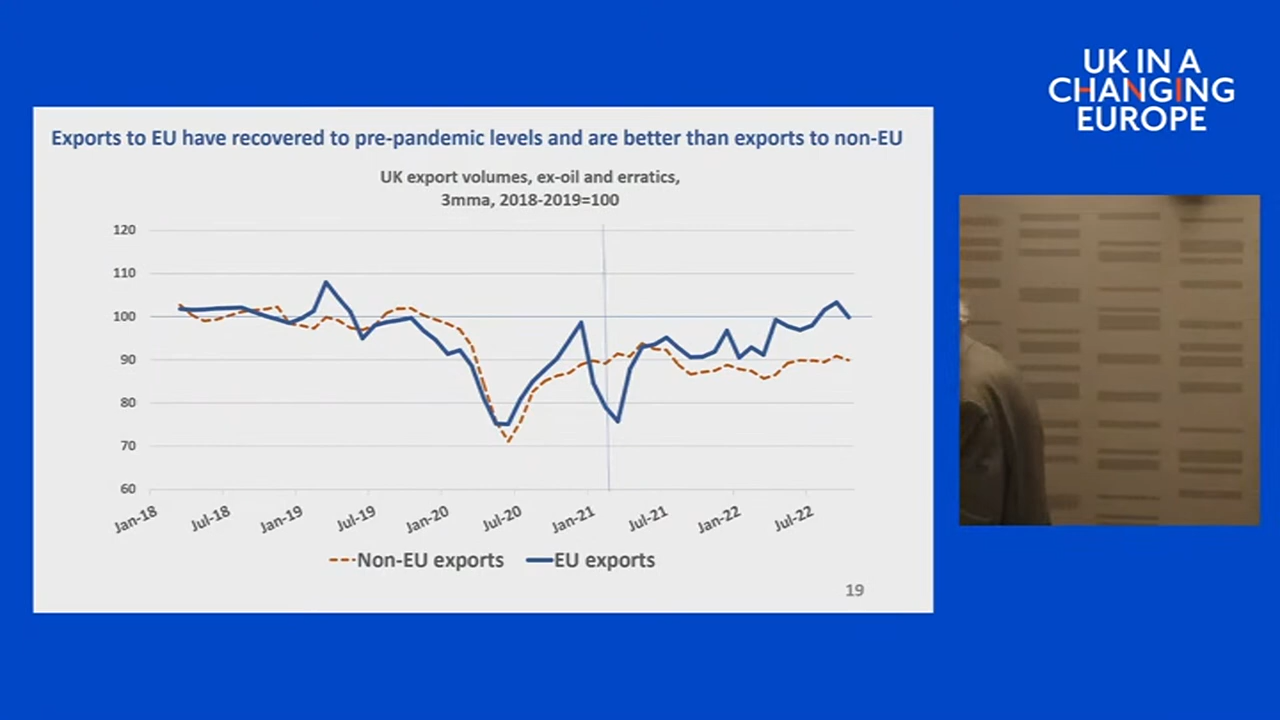 UK IN A
CHANGING
EUROPE
Exports to EU have recovered to pre-pandemic levels and are better than exports to non-EU
UK export volumes, ex-oil and erratics,
3mma, 2018-2019=100
120
110
100
90
80
70
60
Jan-18 Jul-18 Jan-19 Jul-19 Jan-20 Jul-20 Jan-21 Jul-21 Jan-22 Jul-22
Non-EU exports EU exports
19